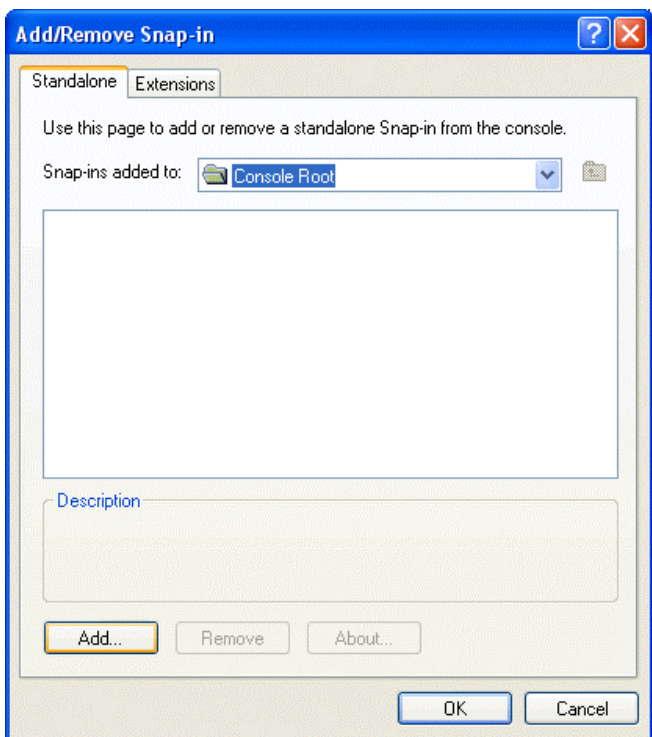 Add/Remove Snap-in
Standalone Extensions
Use this page to add or remove a standalone Snap-in from the console.
Snap-ins added to: Console Root
Description
Add... Remove About...
OK Cancel